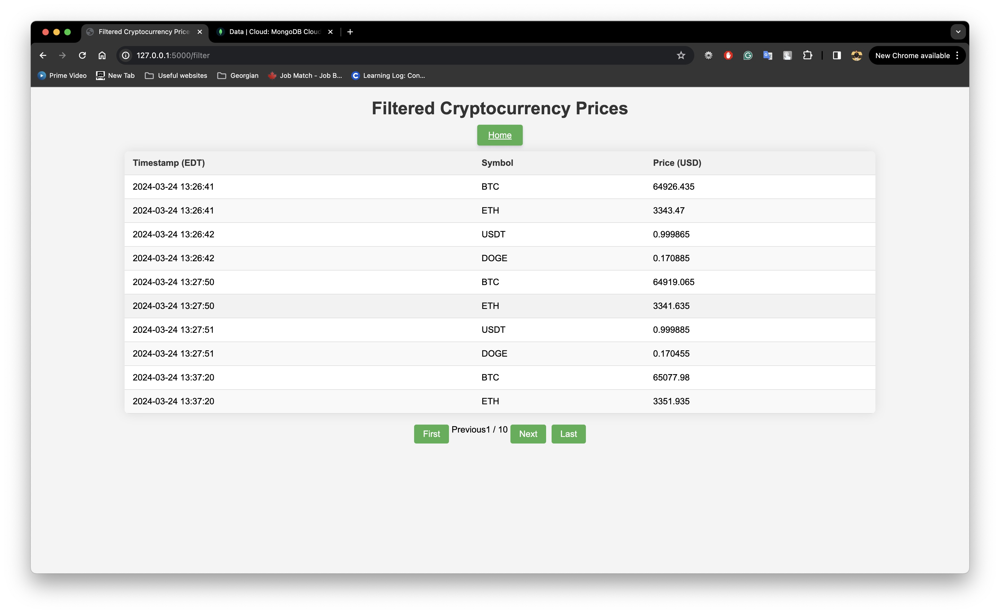 Filtered Cryptocurrency Price
Data | Cloud: MongoDB Cloud
127.0.0.1:5000/filter
New Chrome available
Prime Video New Tab Useful websites Georgian Job Match - Job B... Learning Log: Con...
Filtered Cryptocurrency Prices
Home
Timestamp (EDT) Symbol Price (USD)
2024-03-24 13:26:41 BTC 64926.435
2024-03-24 13:26:41 ETH 3343.47
2024-03-24 13:26:42 USDT 0.999865
2024-03-24 13:26:42 DOGE 0.170885
2024-03-24 13:27:50 BTC 64919.065
2024-03-24 13:27:50 ETH 3341.635
2024-03-24 13:27:51 USDT 0.999885
2024-03-24 13:27:51 DOGE 0.170455
2024-03-24 13:37:20 BTC 65077.98
2024-03-24 13:37:20 ETH 3351.935
First Previous1 / 10 Next Last